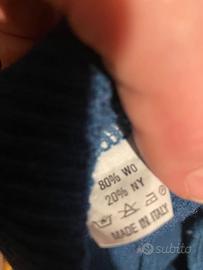 80% WO
20% NY
MADE IN ITALY
subito